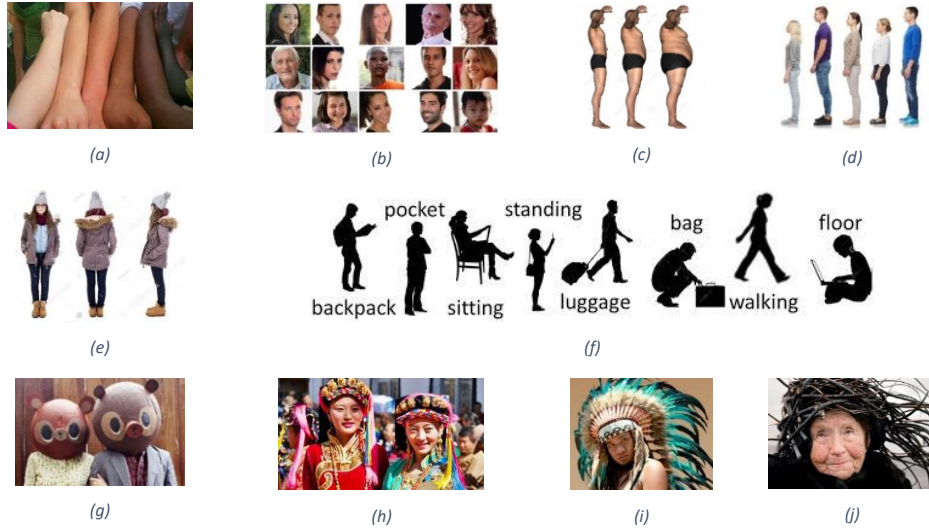 (a)
(b)
(c)
(d)
pocket
standing
bag
floor
backpack
sitting
luggage
walking
(e)
(f)
(g)
(h)
(i)
(j)